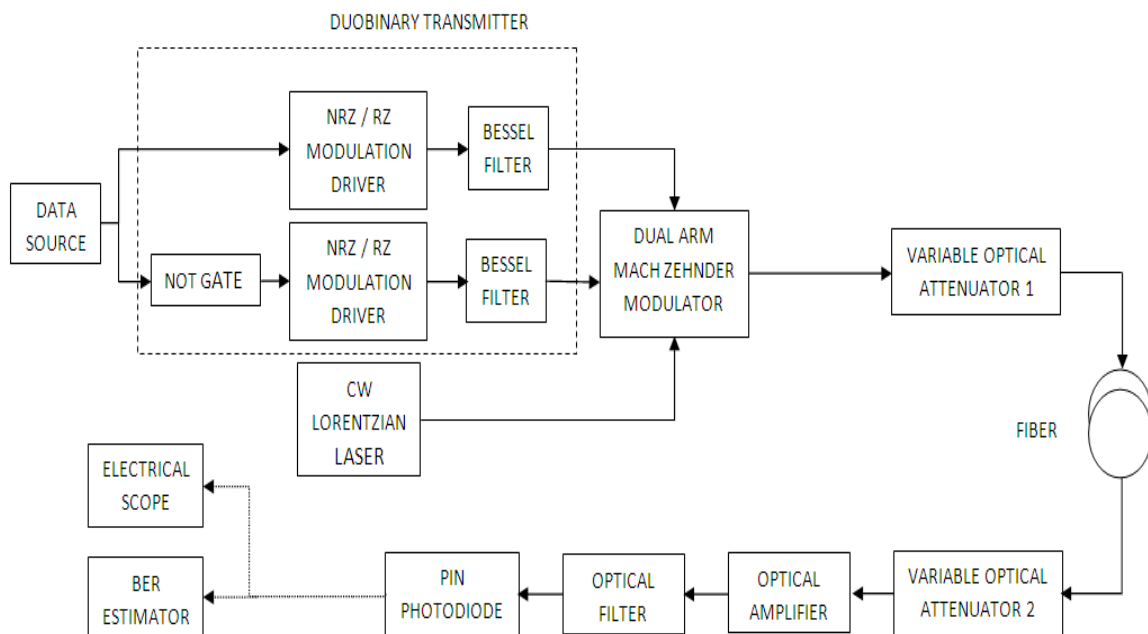 DUOBINARY TRANSMITTER
NRZ / RZ
MODULATION
DRIVER
BESSEL
FILTER
DATA
SOURCE
NOT GATE
NRZ / RZ
MODULATION
DRIVER
BESSEL
FILTER
DUAL ARM
MACH ZEHNDER
MODULATOR
VARIABLE OPTICAL
ATTENUATOR 1
CW
LORENTZIAN
LASER
FIBER
ELECTRICAL
SCOPE
BER
ESTIMATOR
PIN
PHOTODIODE
OPTICAL
FILTER
OPTICAL
AMPLIFIER
VARIABLE OPTICAL
ATTENUATOR 2